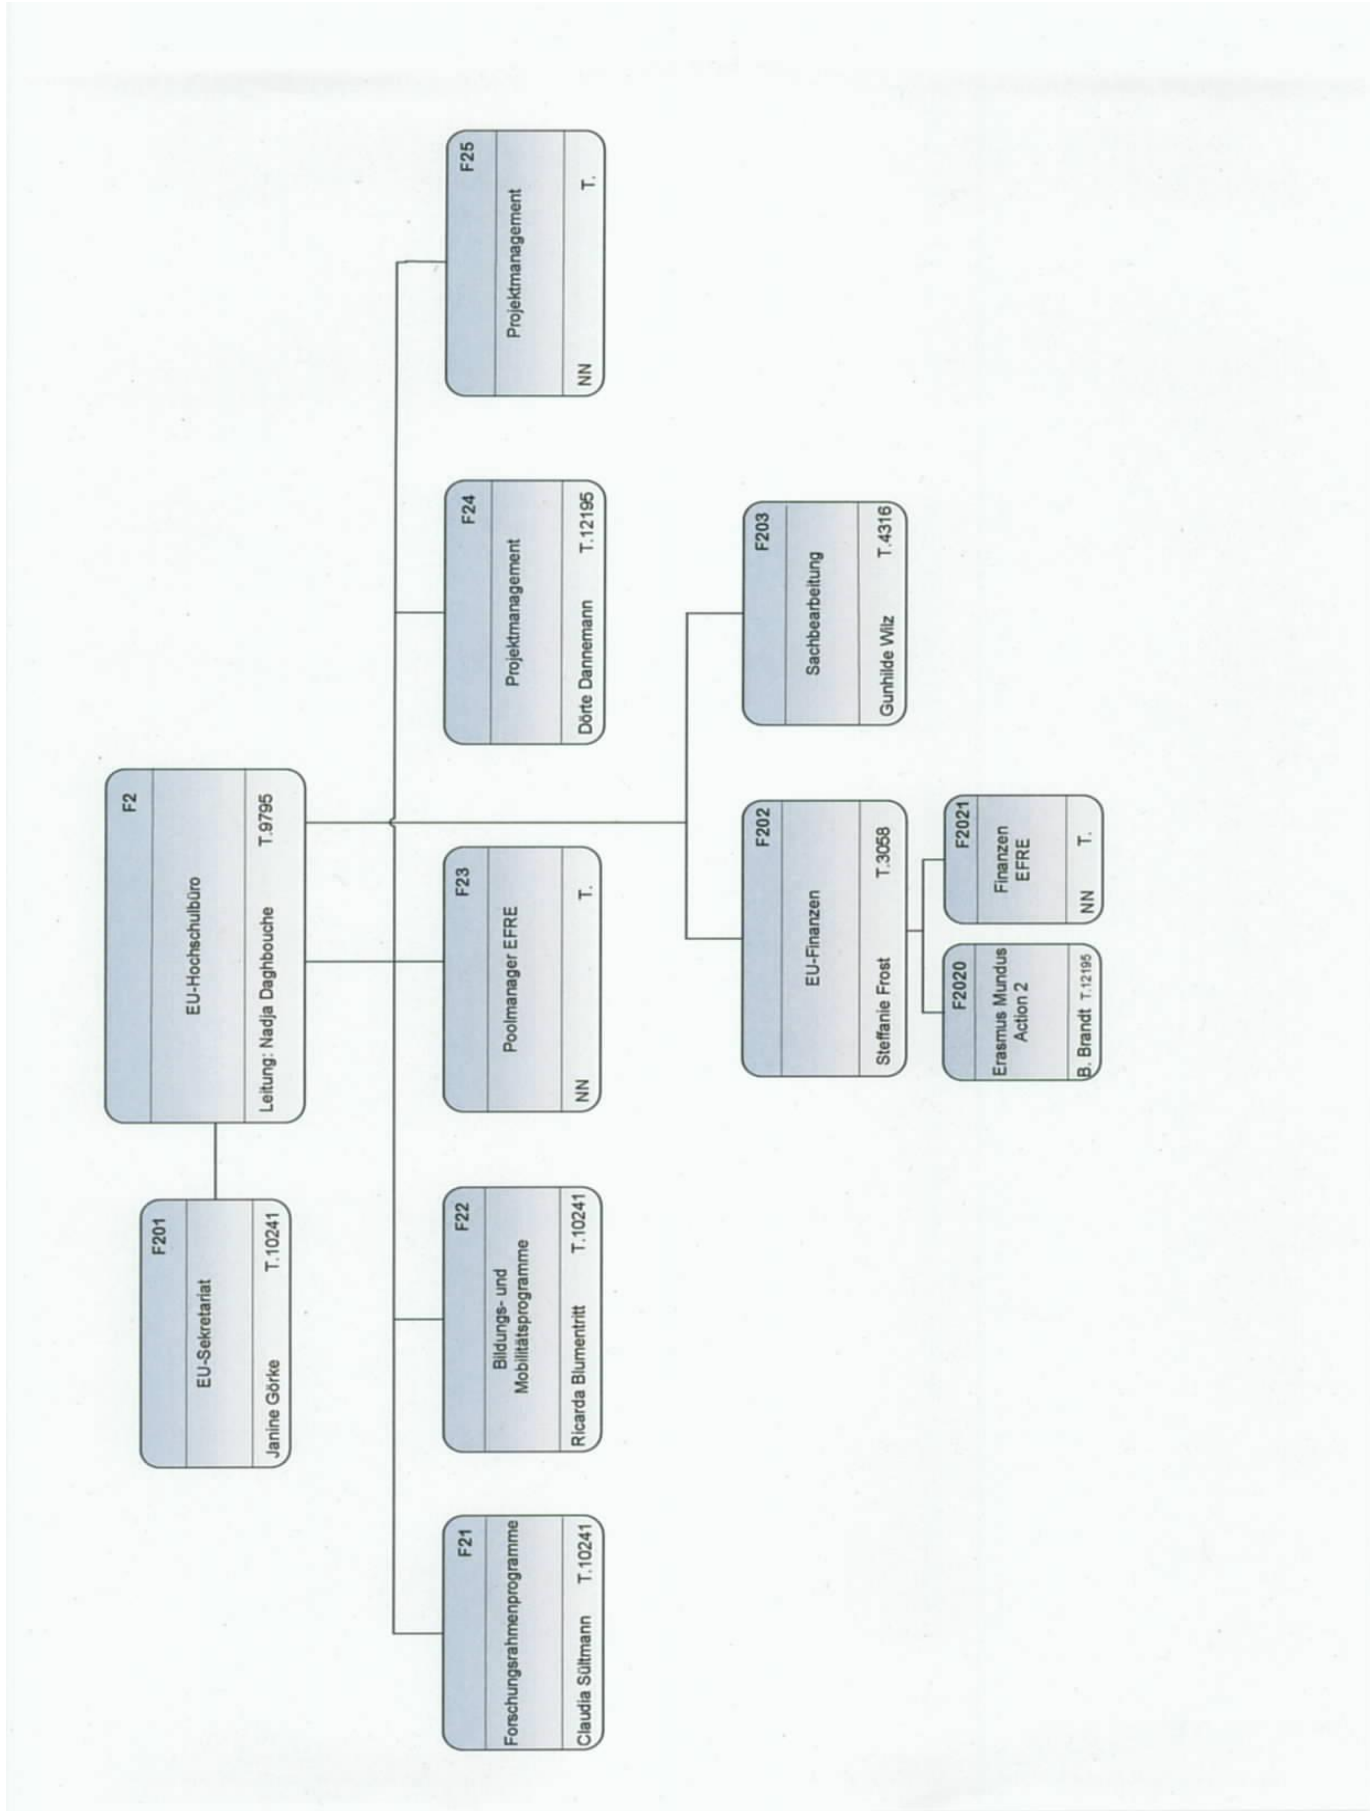 F2
EU-Hochschulbüro
Leitung: Nadja Daghbouche T.9795
F201
EU-Sekretariat
Janine Görke T.10241
F21
Forschungsrahmenprogramme
Claudia Sültmann T.10241
F22
Bildungs- und
Mobilitätsprogramme
Ricarda Blumentritt T.10241
F23
Poolmanager EFRE
NN T.
F24
Projektmanagement
Dörte Dannemann T.12195
F25
Projektmanagement
NN T.
F202
EU-Finanzen
Steffanie Frost T.3058
F203
Sachbearbeitung
Gunhilde Wilz T.4316
F2020
Erasmus Mundus
Action 2
B. Brandt T.12195
F2021
Finanzen
EFRE
NN T.